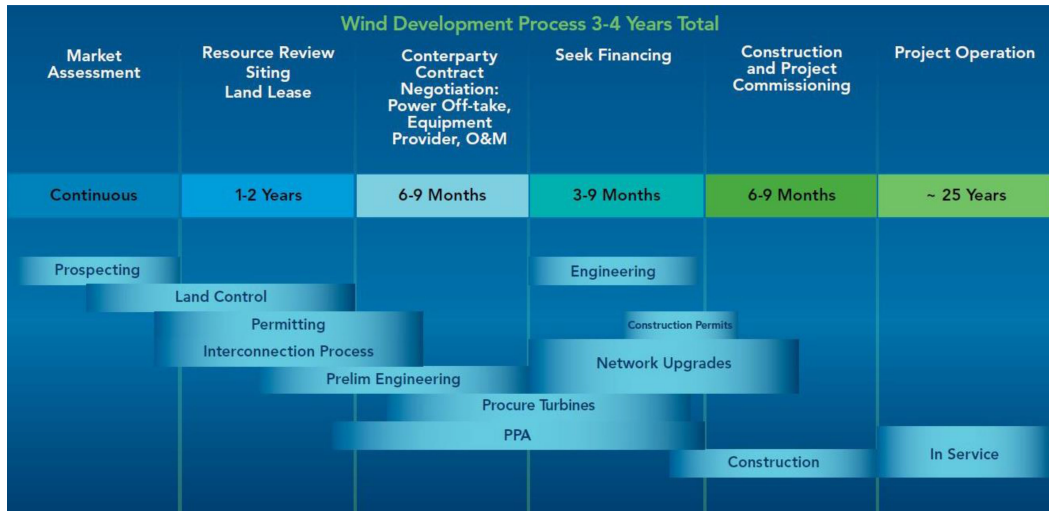 Wind Development Process 3-4 Years Total
Market
Assessment
Resource Review
Siting
Land Lease
Conterparty
Contract
Negotiation:
Power Off-take,
Equipment
Provider, O&M
Seek Financing
Construction
and Project
Commissioning
Project Operation
Continuous
1-2 Years
6-9 Months
3-9 Months
6-9 Months
~ 25 Years
Prospecting
Engineering
Land Control
Permitting
Construction Permits
Interconnection Process
Network Upgrades
Prelim Engineering
Procure Turbines
PPA
Construction
In Service